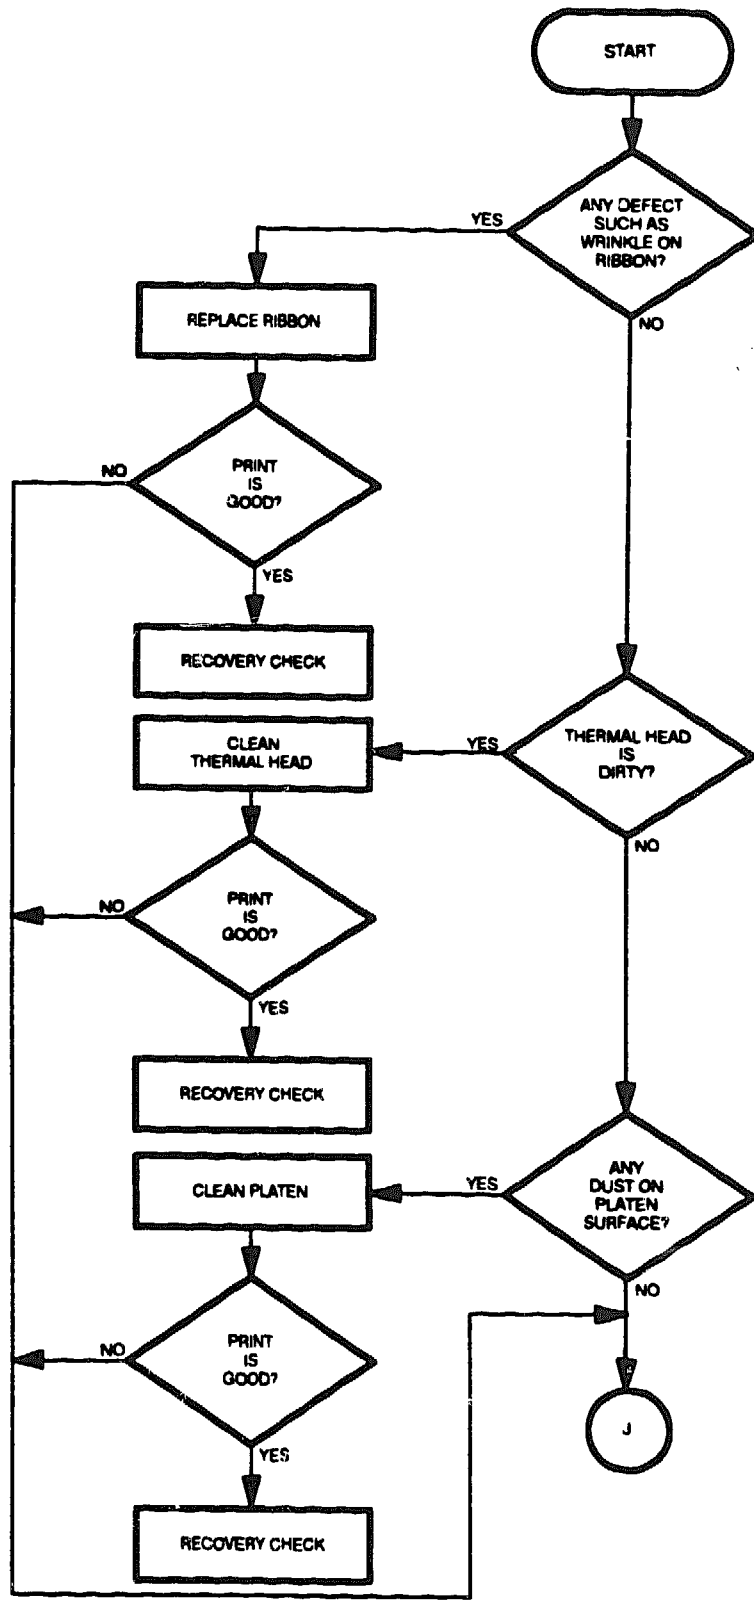 START
ANY DEFECT
SUCH AS
WRINKLE ON
RIBBON?
YES
NO
REPLACE RIBBON
PRINT
IS
GOOD?
NO
YES
RECOVERY CHECK
THERMAL HEAD
IS
DIRTY?
YES
NO
CLEAN
THERMAL HEAD
PRINT
IS
GOOD?
NO
YES
RECOVERY CHECK
ANY
DUST ON
PLATEN
SURFACE?
YES
NO
CLEAN PLATEN
PRINT
IS
GOOD?
NO
YES
RECOVERY CHECK
J